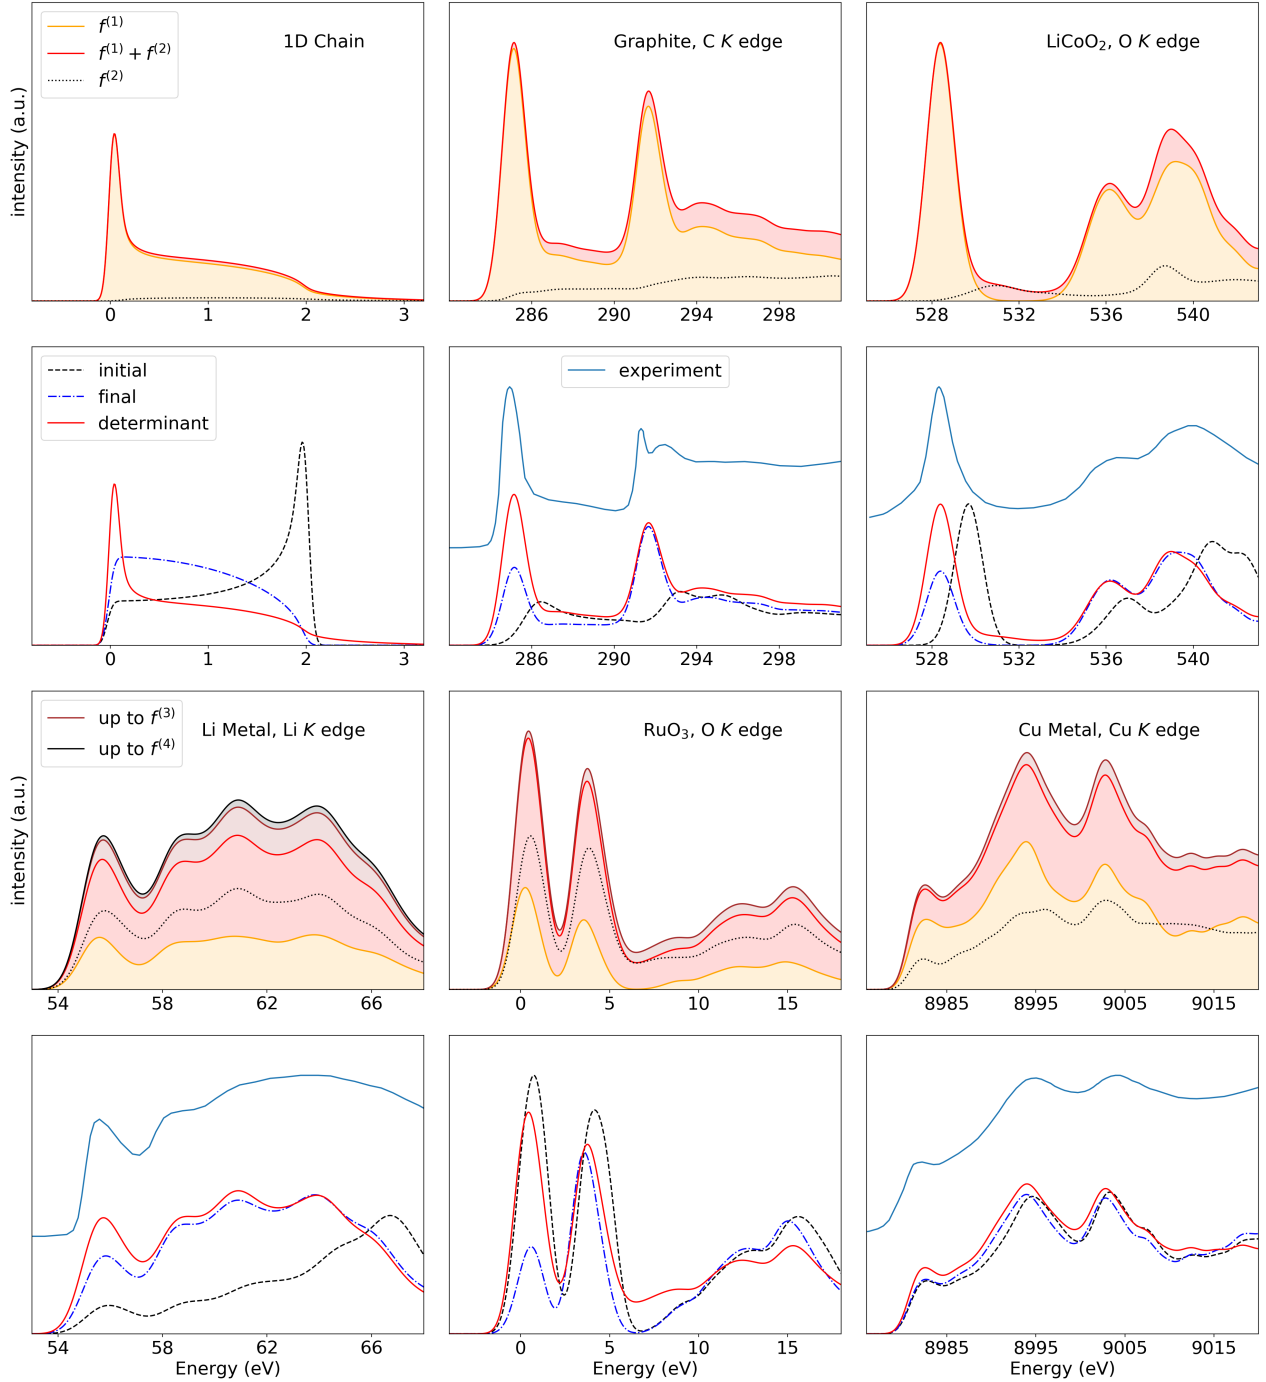 f(1)
f(1) + f(2)
f(2)
1D Chain
Graphite, C K edge
LiCoO2, O K edge
intensity (a.u.)
0 1 2 3
286 290 294 298
528 532 536 540
initial
final
determinant
experiment
0 1 2 3
286 290 294 298
528 532 536 540
up to f(3)
up to f(4)
Li Metal, Li K edge
RuO3, O K edge
Cu Metal, Cu K edge
intensity (a.u.)
54 58 62 66
0 5 10 15
8985 8995 9005 9015
54 58 62 66
0 5 10 15
8985 8995 9005 9015
Energy (eV)
Energy (eV)
Energy (eV)